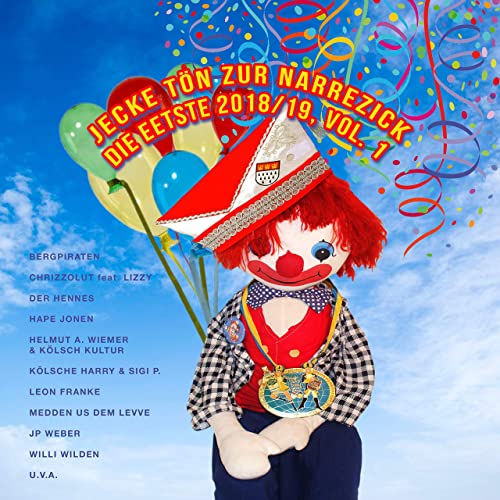 JECKE TÖN ZUR NARREZICK
DIE EETSTE 2018/19, VOL. 1
BERGPIRATEN
CHRIZZOLUT feat. LIZZY
DER HENNES
HAPE JONEN
HELMUT A. WIEMER
& KÖLSCH KULTUR
KÖLSCHE HARRY & SIGI P.
LEON FRANKE
MEDDEN US DEM LEVVE
JP WEBER
WILLI WILDEN
U.V.A.